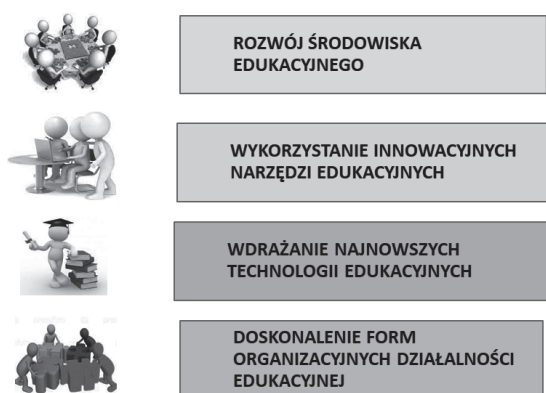 ROZWÓJ ŚRODOWISKA
EDUKACYJNEGO
WYKORZYSTANIE INNOWACYJNYCH
NARZĘDZI EDUKACYJNYCH
WDRAŻANIE NAJNOWSZYCH
TECHNOLOGII EDUKACYJNYCH
DOSKONALENIE FORM
ORGANIZACYJNYCH DZIAŁALNOŚCI
EDUKACYJNEJ